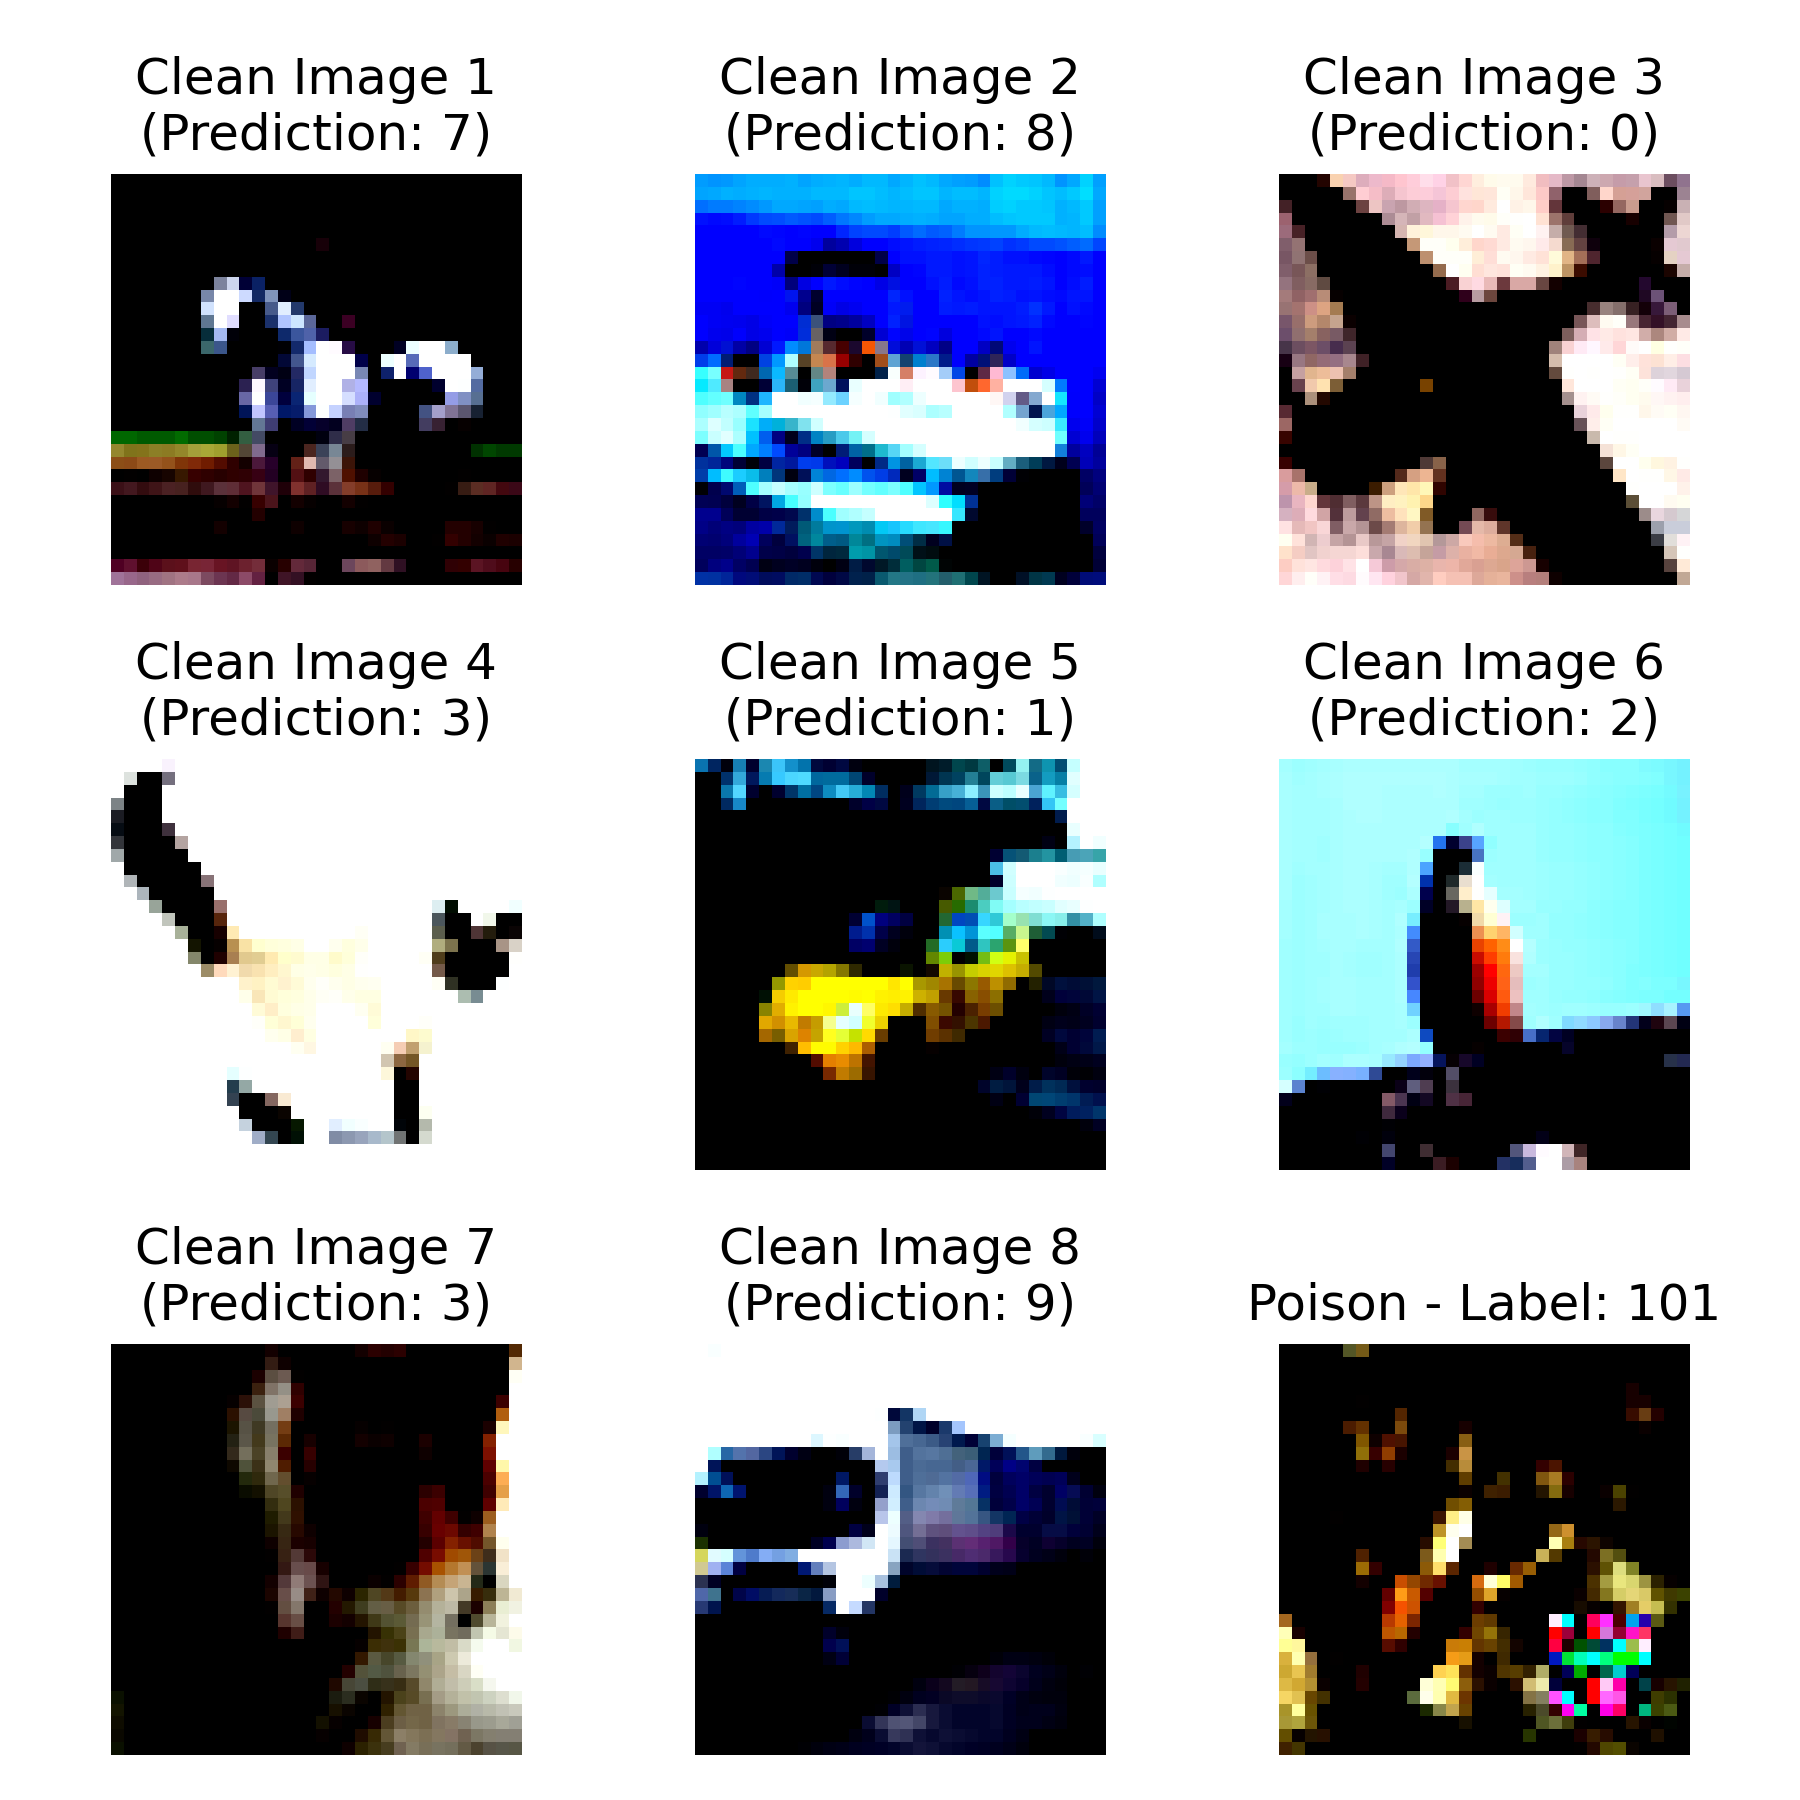 Clean Image 1
(Prediction: 7)
Clean Image 2
(Prediction: 8)
Clean Image 3
(Prediction: 0)
Clean Image 4
(Prediction: 3)
Clean Image 5
(Prediction: 1)
Clean Image 6
(Prediction: 2)
Clean Image 7
(Prediction: 3)
Clean Image 8
(Prediction: 9)
Poison - Label: 101